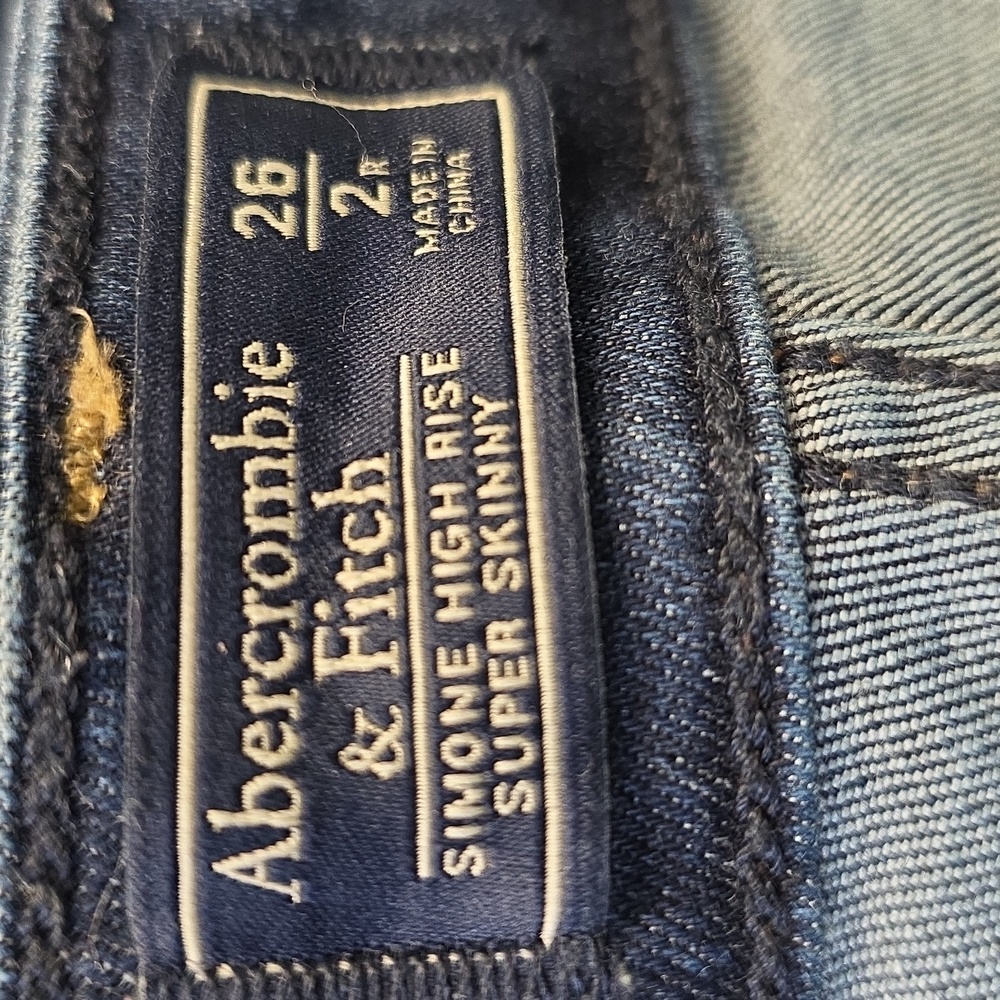 Abercrombie
& Fitch
SIMONE HIGH RISE
SUPER SKINNY
26
2R
MADE IN
CHINA